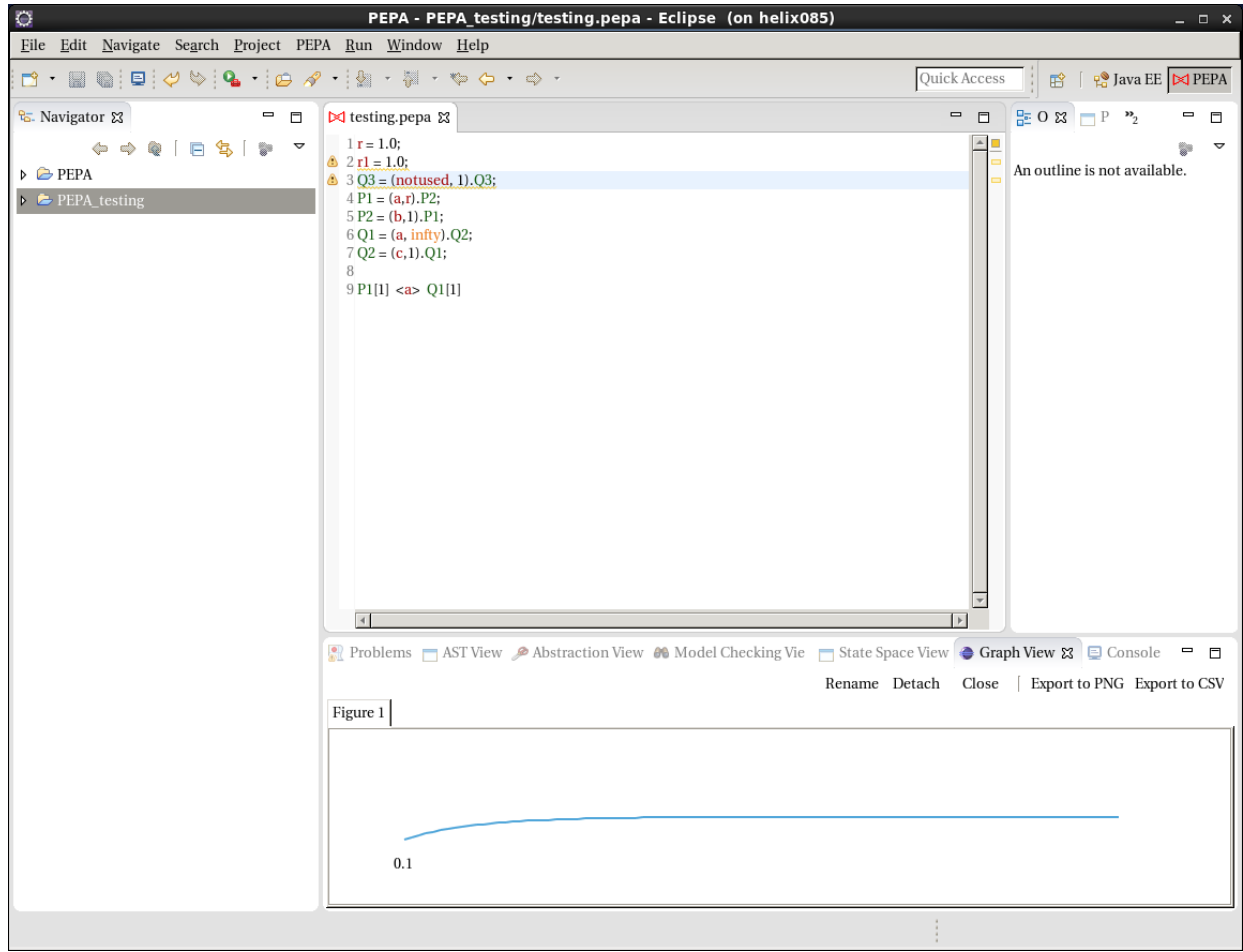 PEPA - PEPA_testing/testing.pepa - Eclipse (on helix085)
File Edit Navigate Search Project PEPA Run Window Help
Quick Access
Java EE
PEPA
Navigator
PEPA
PEPA_testing
testing.pepa
1 r = 1.0;
2 r1 = 1.0;
3 Q3 = (notused, 1).Q3;
4 P1 = (a,r).P2;
5 P2 = (b,1).P1;
6 Q1 = (a, infty).Q2;
7 Q2 = (c,1).Q1;
8
9 P1[1] <a> Q1[1]
O P »2
An outline is not available.
Problems AST View Abstraction View Model Checking Vie State Space View Graph View Console
Rename Detach Close Export to PNG Export to CSV
Figure 1
0.1